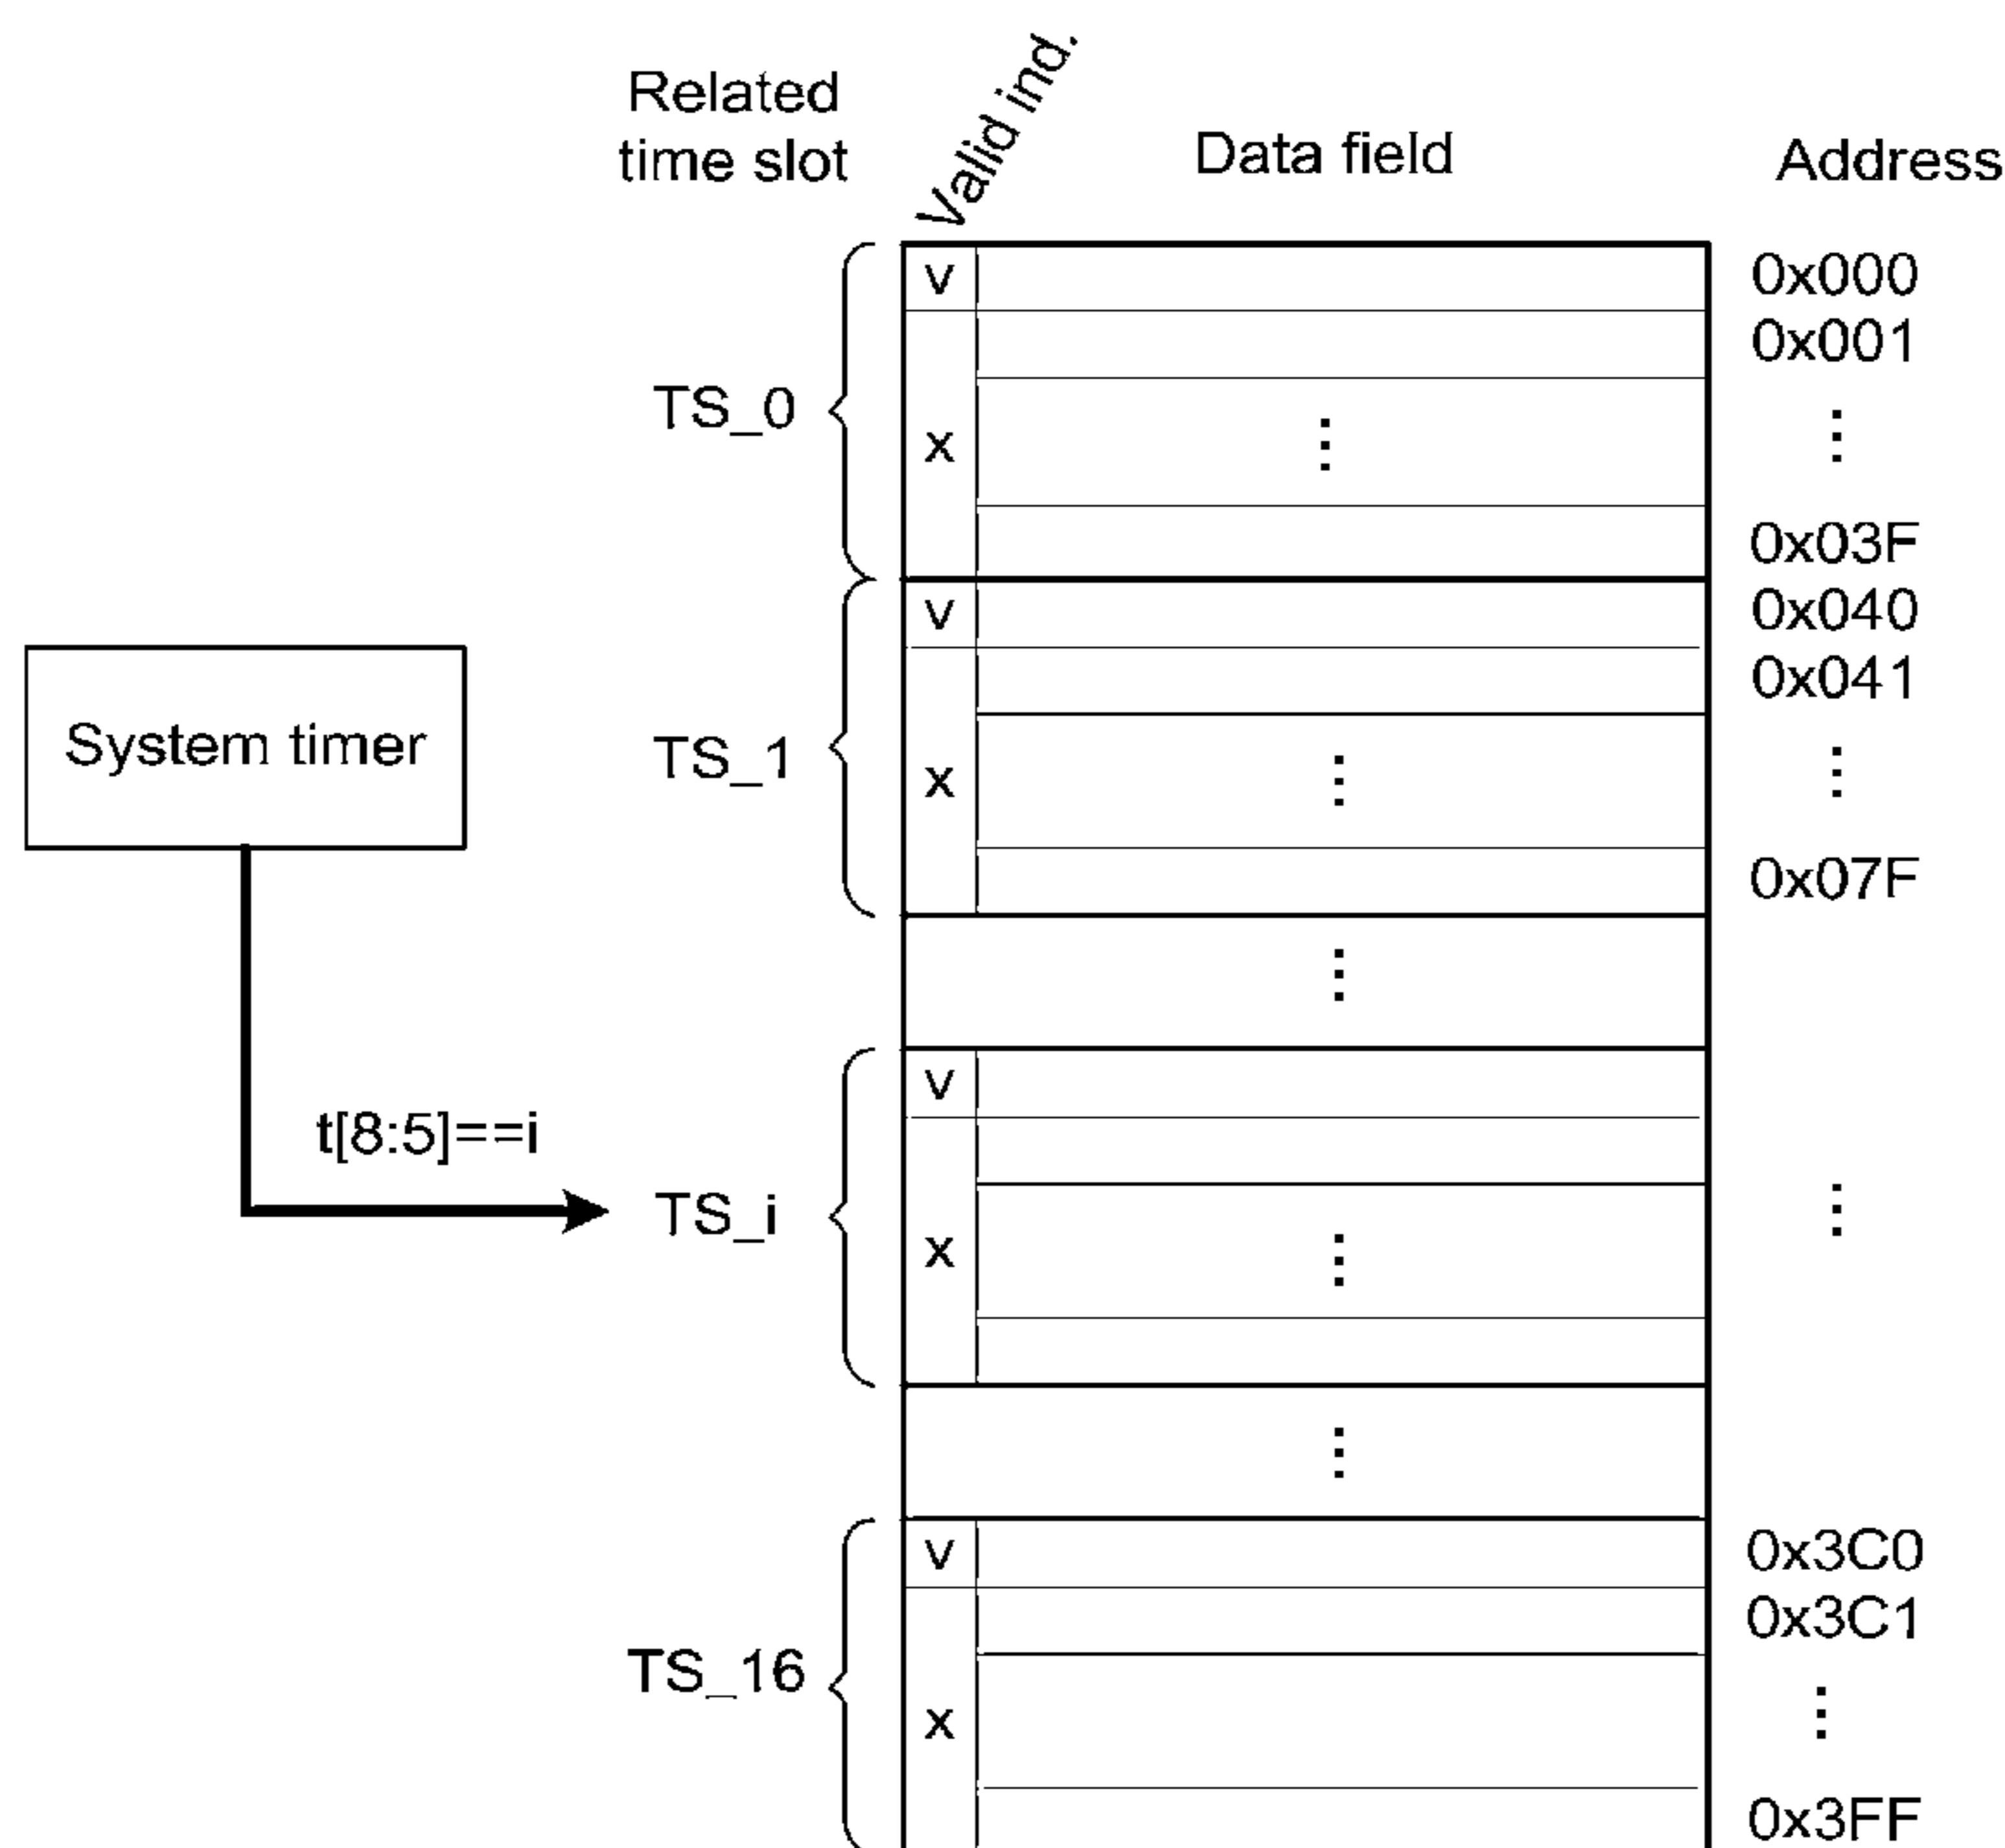 Related
time slot
Valid ind.
Data field
Address
v
0x000
0x001
TS_0
x
⋮
⋮
0x03F
v
0x040
0x041
System timer
TS_1
x
⋮
⋮
0x07F
⋮
v
t[8:5]==i
TS_i
x
⋮
⋮
⋮
v
0x3C0
0x3C1
TS_16
x
⋮
0x3FF